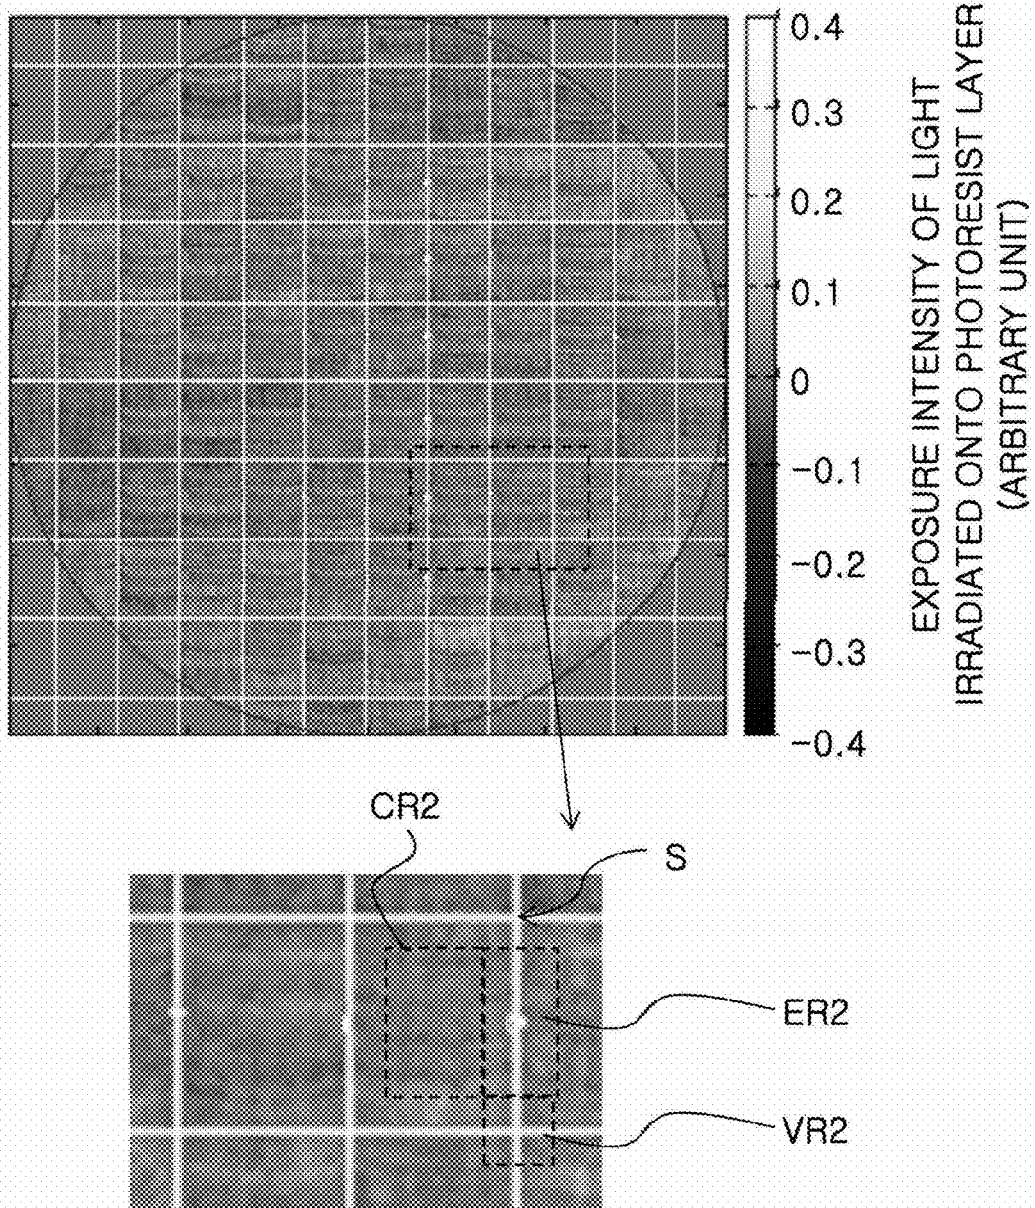 0.4
0.3
0.2
0.1
0
-0.1
-0.2
-0.3
-0.4
EXPOSURE INTENSITY OF LIGHT
IRRADIATED ONTO PHOTORESIST LAYER
(ARBITRARY UNIT)
CR2
S
ER2
VR2